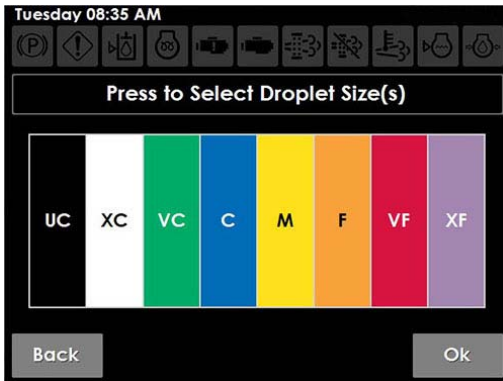 Tuesday 08:35 AM
Press to Select Droplet Size(s)
UC XC VC C M F VF XF
Back Ok